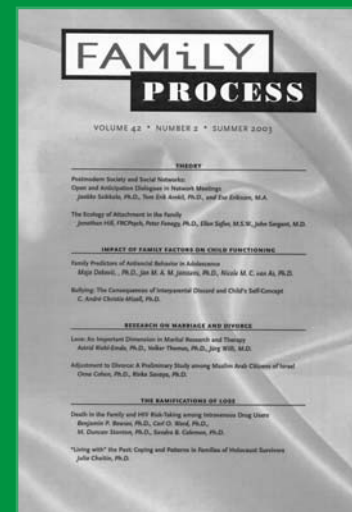 FAMiLY
PROCESS
VOLUME 42 * NUMBER 2 * SUMMER 2003
THEORY
Postmodern Society and Social Networks:
Open and Anticipation Dialogues in Network Meetings
Jaakko Seikkula, Ph.D., Tom Erik Arnkil, Ph.D., and Esa Eriksson, M.A.
The Ecology of Attachment in the Family
Jonathan Hill, FRCPsych, Peter Fonagy, Ph.D., Ellen Safier, M.S.W., John Sargent, M.D.
IMPACT OF FAMILY FACTORS ON CHILD FUNCTIONING
Family Predictors of Antisocial Behavior in Adolescence
Maja Deković, , Ph.D., Jan M. A. M. Janssens, Ph.D., Nicole M. C. van As, Ph.D.
Bullying: The Consequences of Interparental Discord and Child's Self-Concept
C. André Christie-Mizell, Ph.D.
RESEARCH ON MARRIAGE AND DIVORCE
Love: An Important Dimension in Marital Research and Therapy
Astrid Riehl-Emde, Ph.D., Volker Thomas, Ph.D., Jürg Willi, M.D.
Adjustment to Divorce: A Preliminary Study among Muslim Arab Citizens of Israel
Orna Cohen, Ph.D., Rivka Savaya, Ph.D.
THE RAMIFICATIONS OF LOSS
Death in the Family and HIV Risk-Taking among Intravenous Drug Users
Benjamin P. Bowser, Ph.D., Carl O. Word, Ph.D.,
M. Duncan Stanton, Ph.D., Sandra B. Coleman, Ph.D.
"Living with" the Past: Coping and Patterns in Families of Holocaust Survivors
Julia Chaitin, Ph.D.